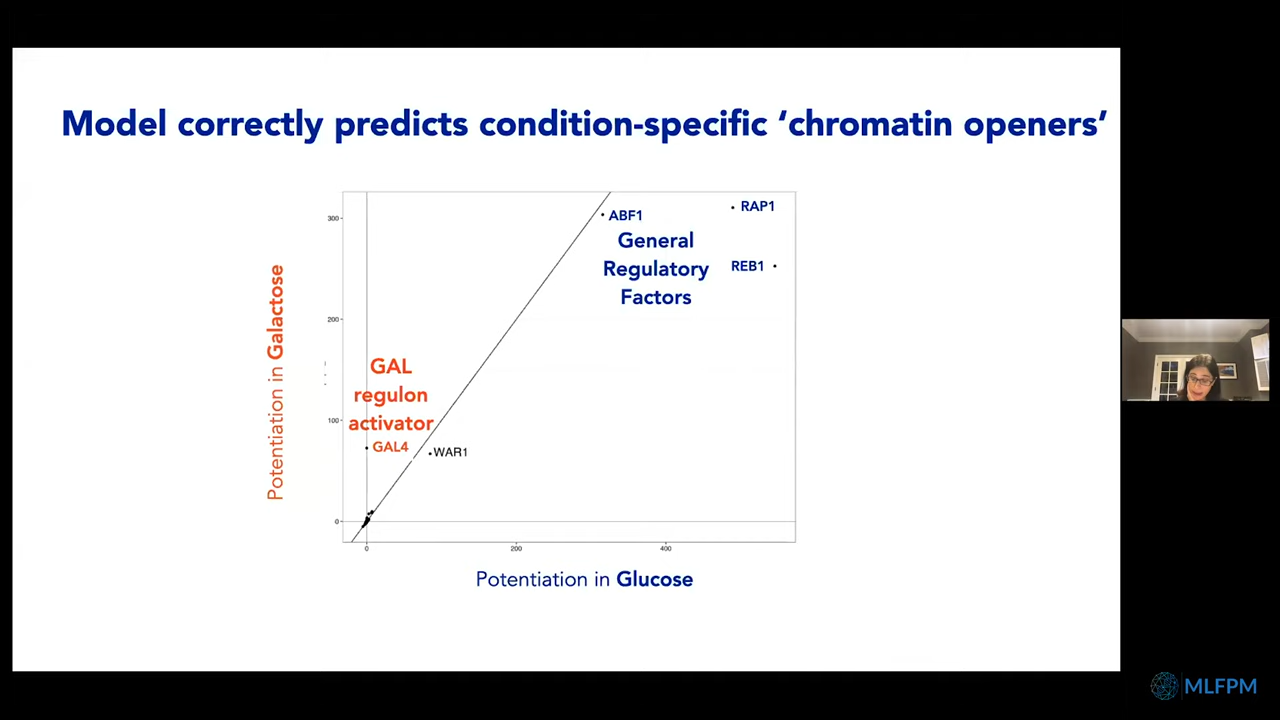 Model correctly predicts condition-specific ‘chromatin openers’
300
200
100
0
0
200
400
Potentiation in Galactose
Potentiation in Glucose
ABF1
RAP1
General
Regulatory
Factors
REB1
GAL
regulon
activator
GAL4
WAR1
MLFPM